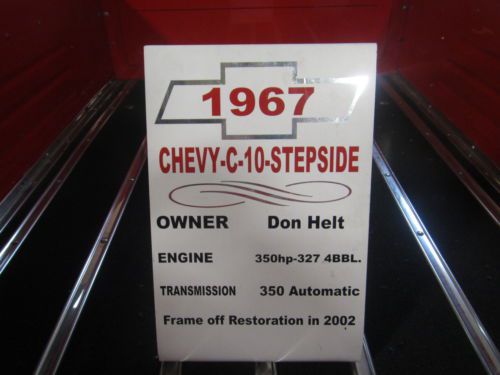 1967
CHEVY-C-10-STEPSIDE
OWNER Don Helt
ENGINE 350hp-327 4BBL.
TRANSMISSION 350 Automatic
Frame off Restoration in 2002